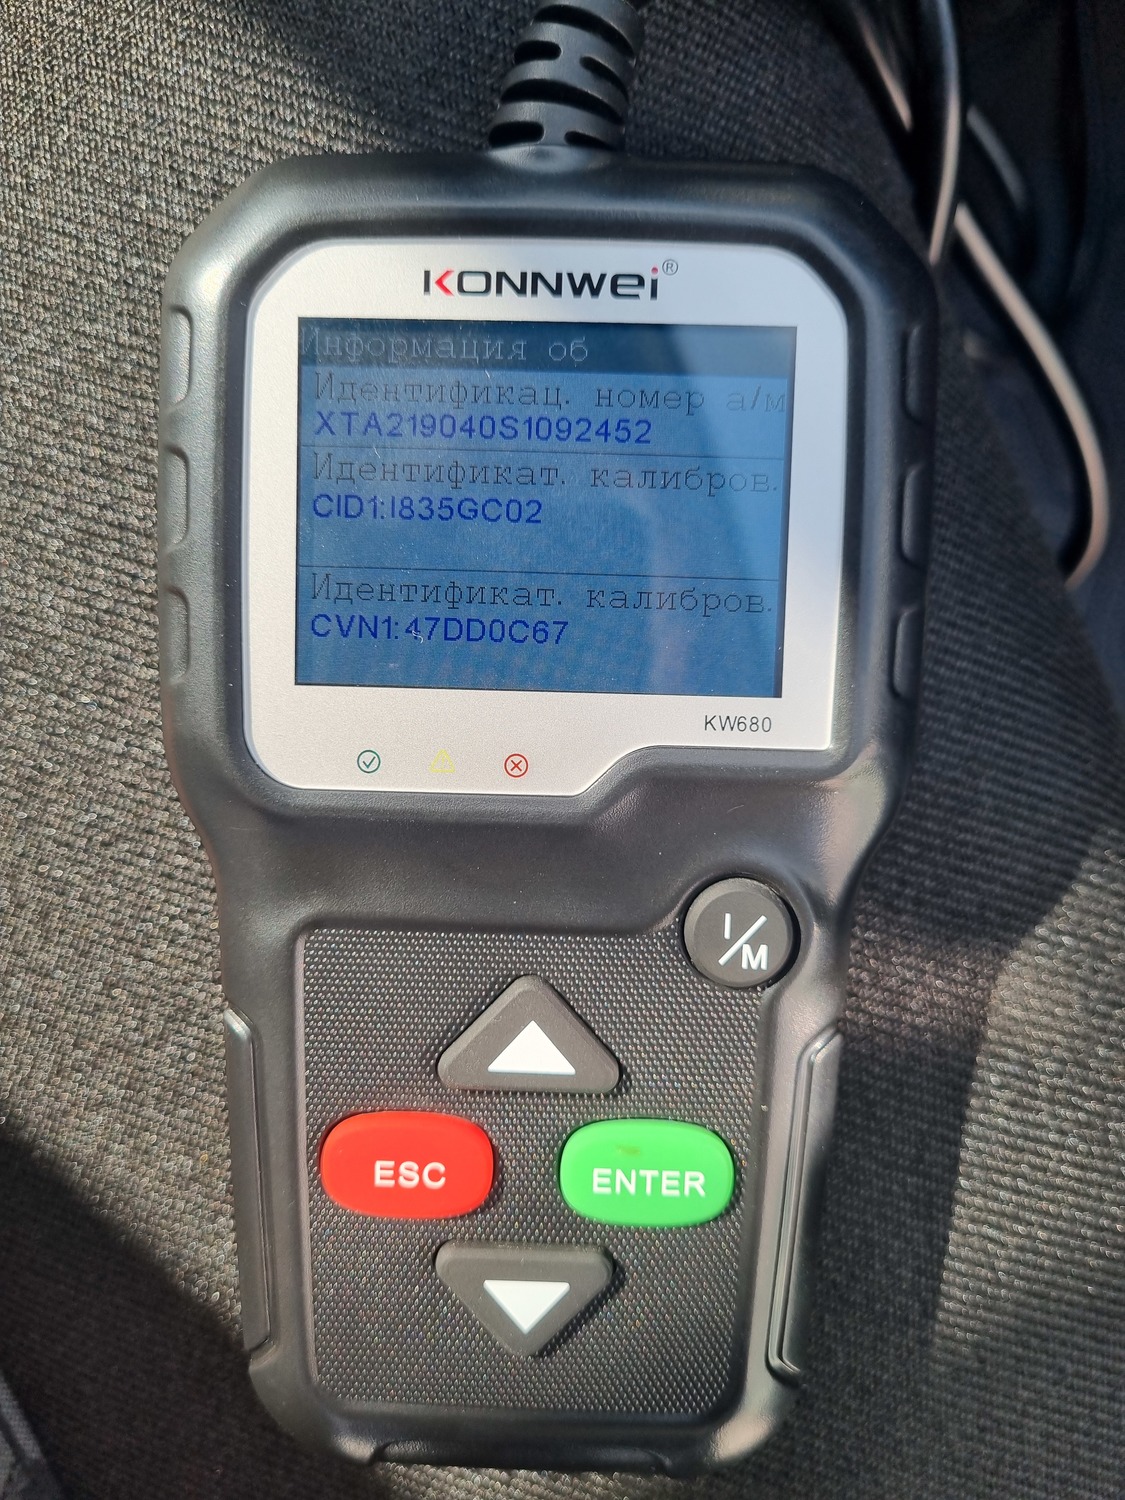 KONNWEI®
Информация об
Идентификац. номер а/м
XTA219040S1092452
Идентификат. калибров.
CID1:I835GC02
Идентификат. калибров.
CVN1:47DD0C67
KW680
I/M
ESC
ENTER